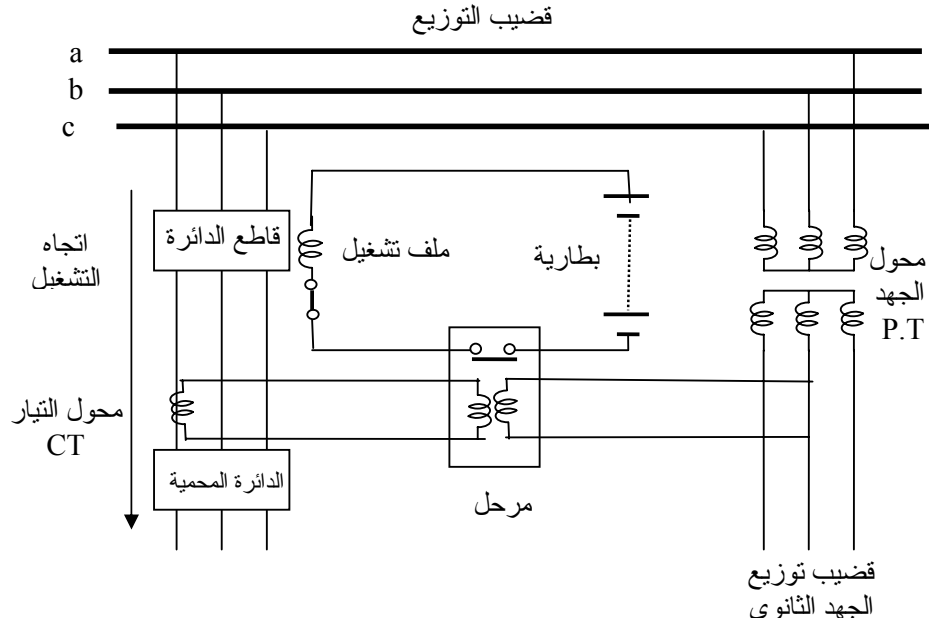 قضيب التوزيع
a
b
c
قاطع الدائرة
ملف تشغيل
بطارية
اتجاه
التشغيل
محول
الجهد
P.T
محول التيار
CT
الدائرة المحمية
مرحل
قضيب توزيع
الجهد الثانوي